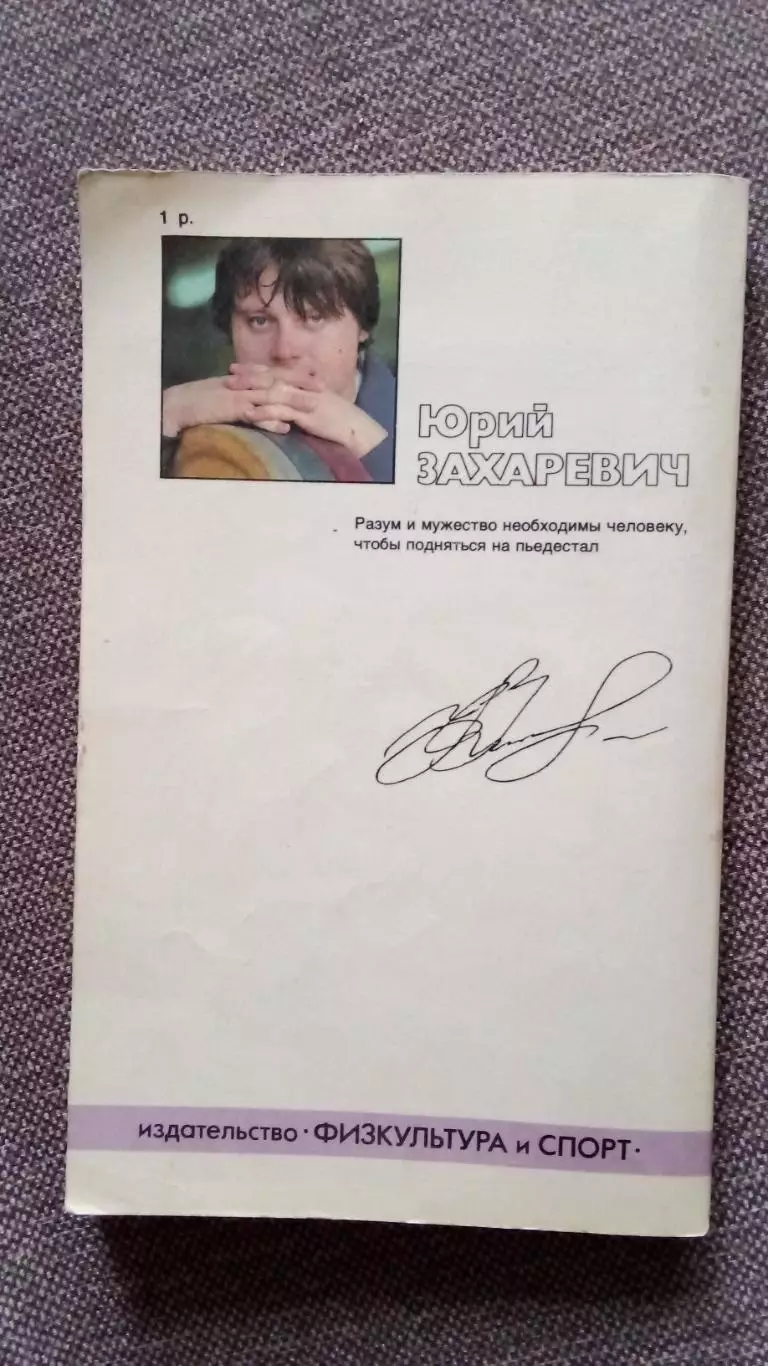 1 р.
Юрий
ЗАХАРЕВИЧ
Разум и мужество необходимы человеку,
чтобы подняться на пьедестал
издательство · ФИЗКУЛЬТУРА и СПОРТ ·